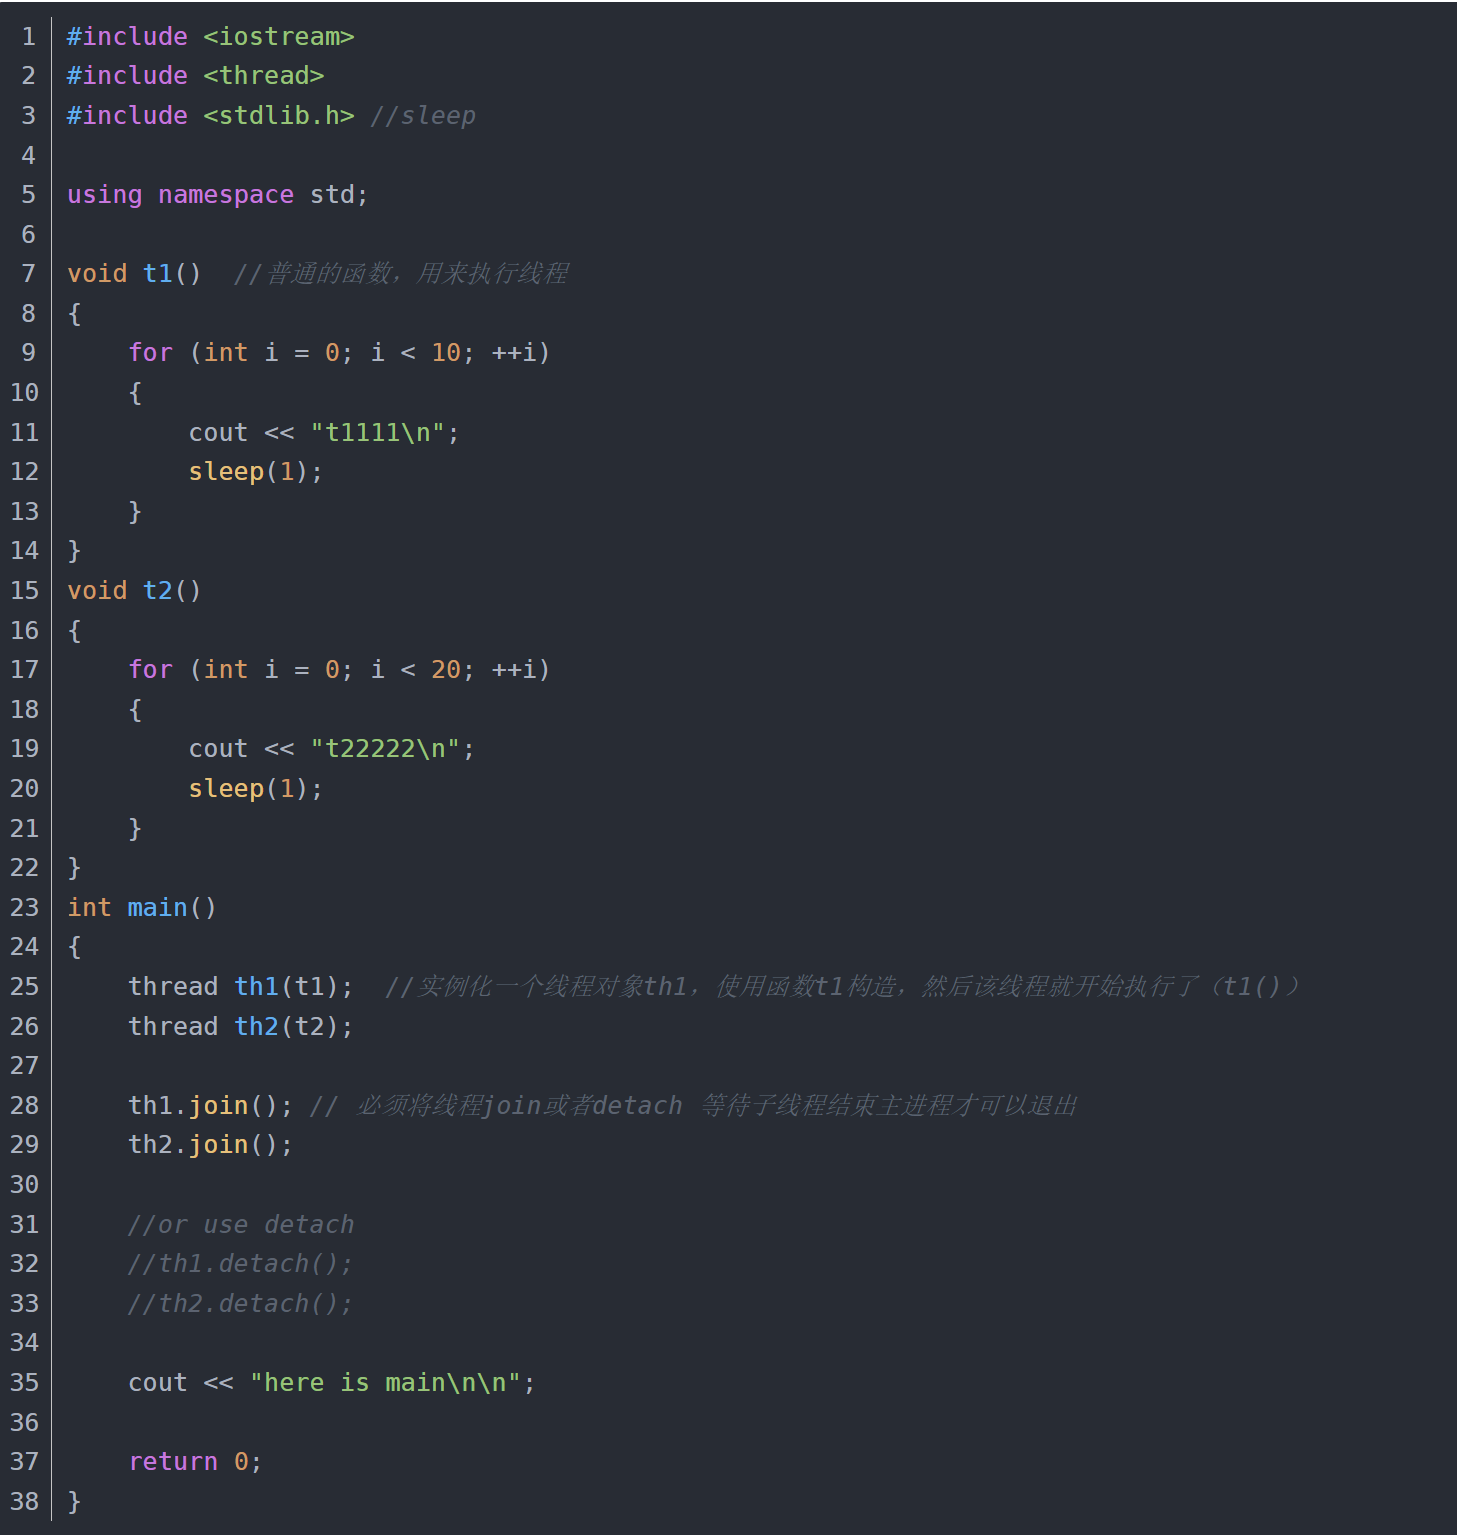 1 #include <iostream>
2 #include <thread>
3 #include <stdlib.h> //sleep
4
5 using namespace std;
6
7 void t1()  //普通的函数，用来执行线程
8 {
9     for (int i = 0; i < 10; ++i)
10     {
11         cout << "t1111\n";
12         sleep(1);
13     }
14 }
15 void t2()
16 {
17     for (int i = 0; i < 20; ++i)
18     {
19         cout << "t22222\n";
20         sleep(1);
21     }
22 }
23 int main()
24 {
25     thread th1(t1);  //实例化一个线程对象th1，使用函数t1构造，然后该线程就开始执行了（t1()）
26     thread th2(t2);
27
28     th1.join(); // 必须将线程join或者detach 等待子线程结束主进程才可以退出
29     th2.join();
30
31     //or use detach
32     //th1.detach();
33     //th2.detach();
34
35     cout << "here is main\n\n";
36
37     return 0;
38 }